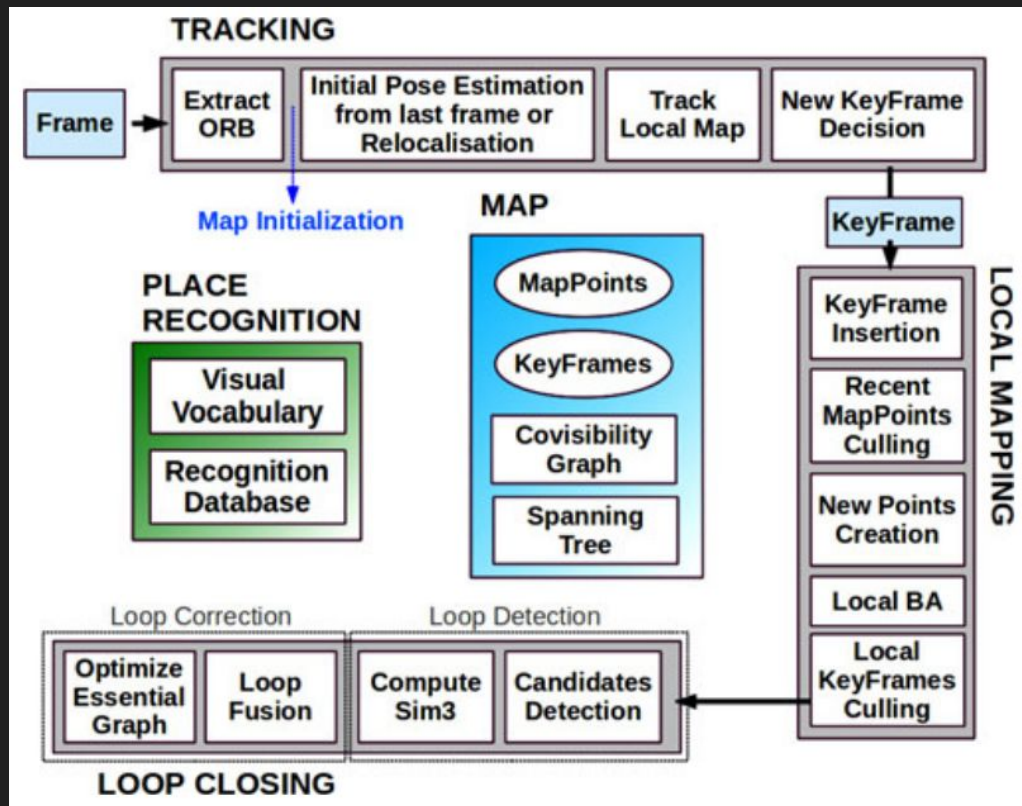 TRACKING
Frame
Extract
ORB
Initial Pose Estimation
from last frame or
Relocalisation
Track
Local Map
New KeyFrame
Decision
Map Initialization
MAP
KeyFrame
PLACE
RECOGNITION
Visual
Vocabulary
Recognition
Database
MapPoints
KeyFrames
Covisibility
Graph
Spanning
Tree
LOCAL MAPPING
KeyFrame
Insertion
Recent
MapPoints
Culling
New Points
Creation
Local BA
Local
KeyFrames
Culling
Loop Correction
Loop Detection
Optimize
Essential
Graph
Loop
Fusion
Compute
Sim3
Candidates
Detection
LOOP CLOSING